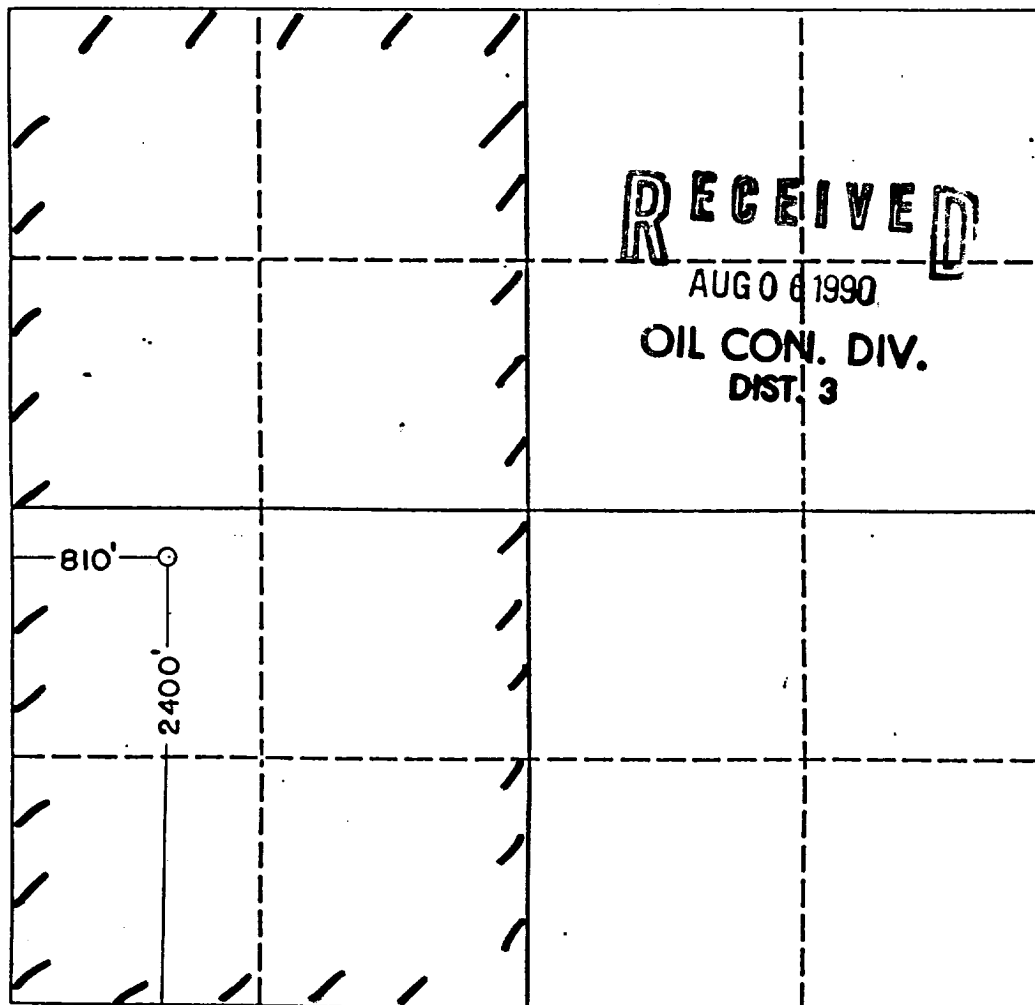 RECEIVED
AUG 06 1990
OIL CON. DIV.
DIST. 3
810'
2400'